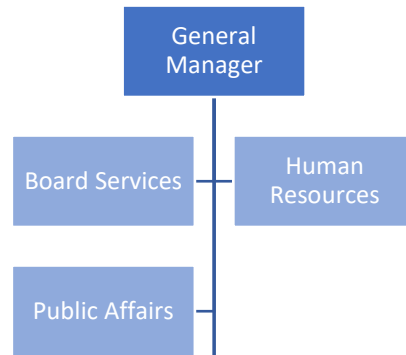 General
Manager
Board Services
Human
Resources
Public Affairs